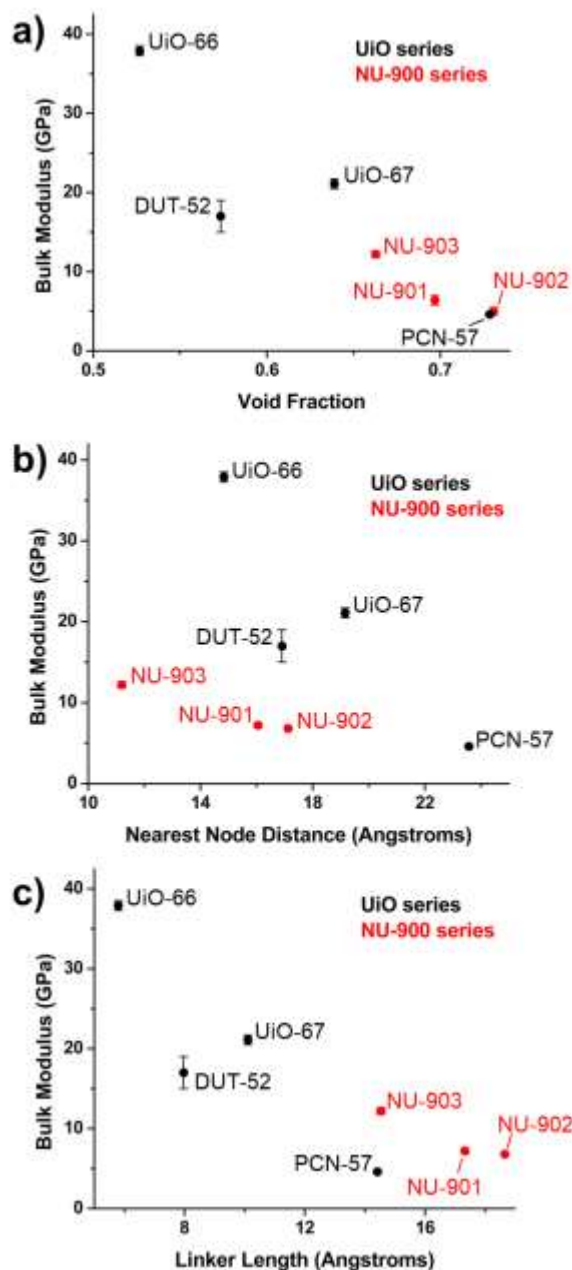 a)
UiO-66
UiO series
NU-900 series
UiO-67
DUT-52
NU-903
NU-901
NU-902
PCN-57
Bulk Modulus (GPa)
40
30
20
10
0
0.5
0.6
0.7
Void Fraction
b)
UiO-66
UiO series
NU-900 series
UiO-67
DUT-52
NU-903
NU-901
NU-902
PCN-57
Bulk Modulus (GPa)
40
30
20
10
0
10
14
18
22
Nearest Node Distance (Angstroms)
c)
UiO-66
UiO series
NU-900 series
UiO-67
DUT-52
NU-903
NU-902
PCN-57
NU-901
Bulk Modulus (GPa)
40
30
20
10
0
8
12
16
Linker Length (Angstroms)